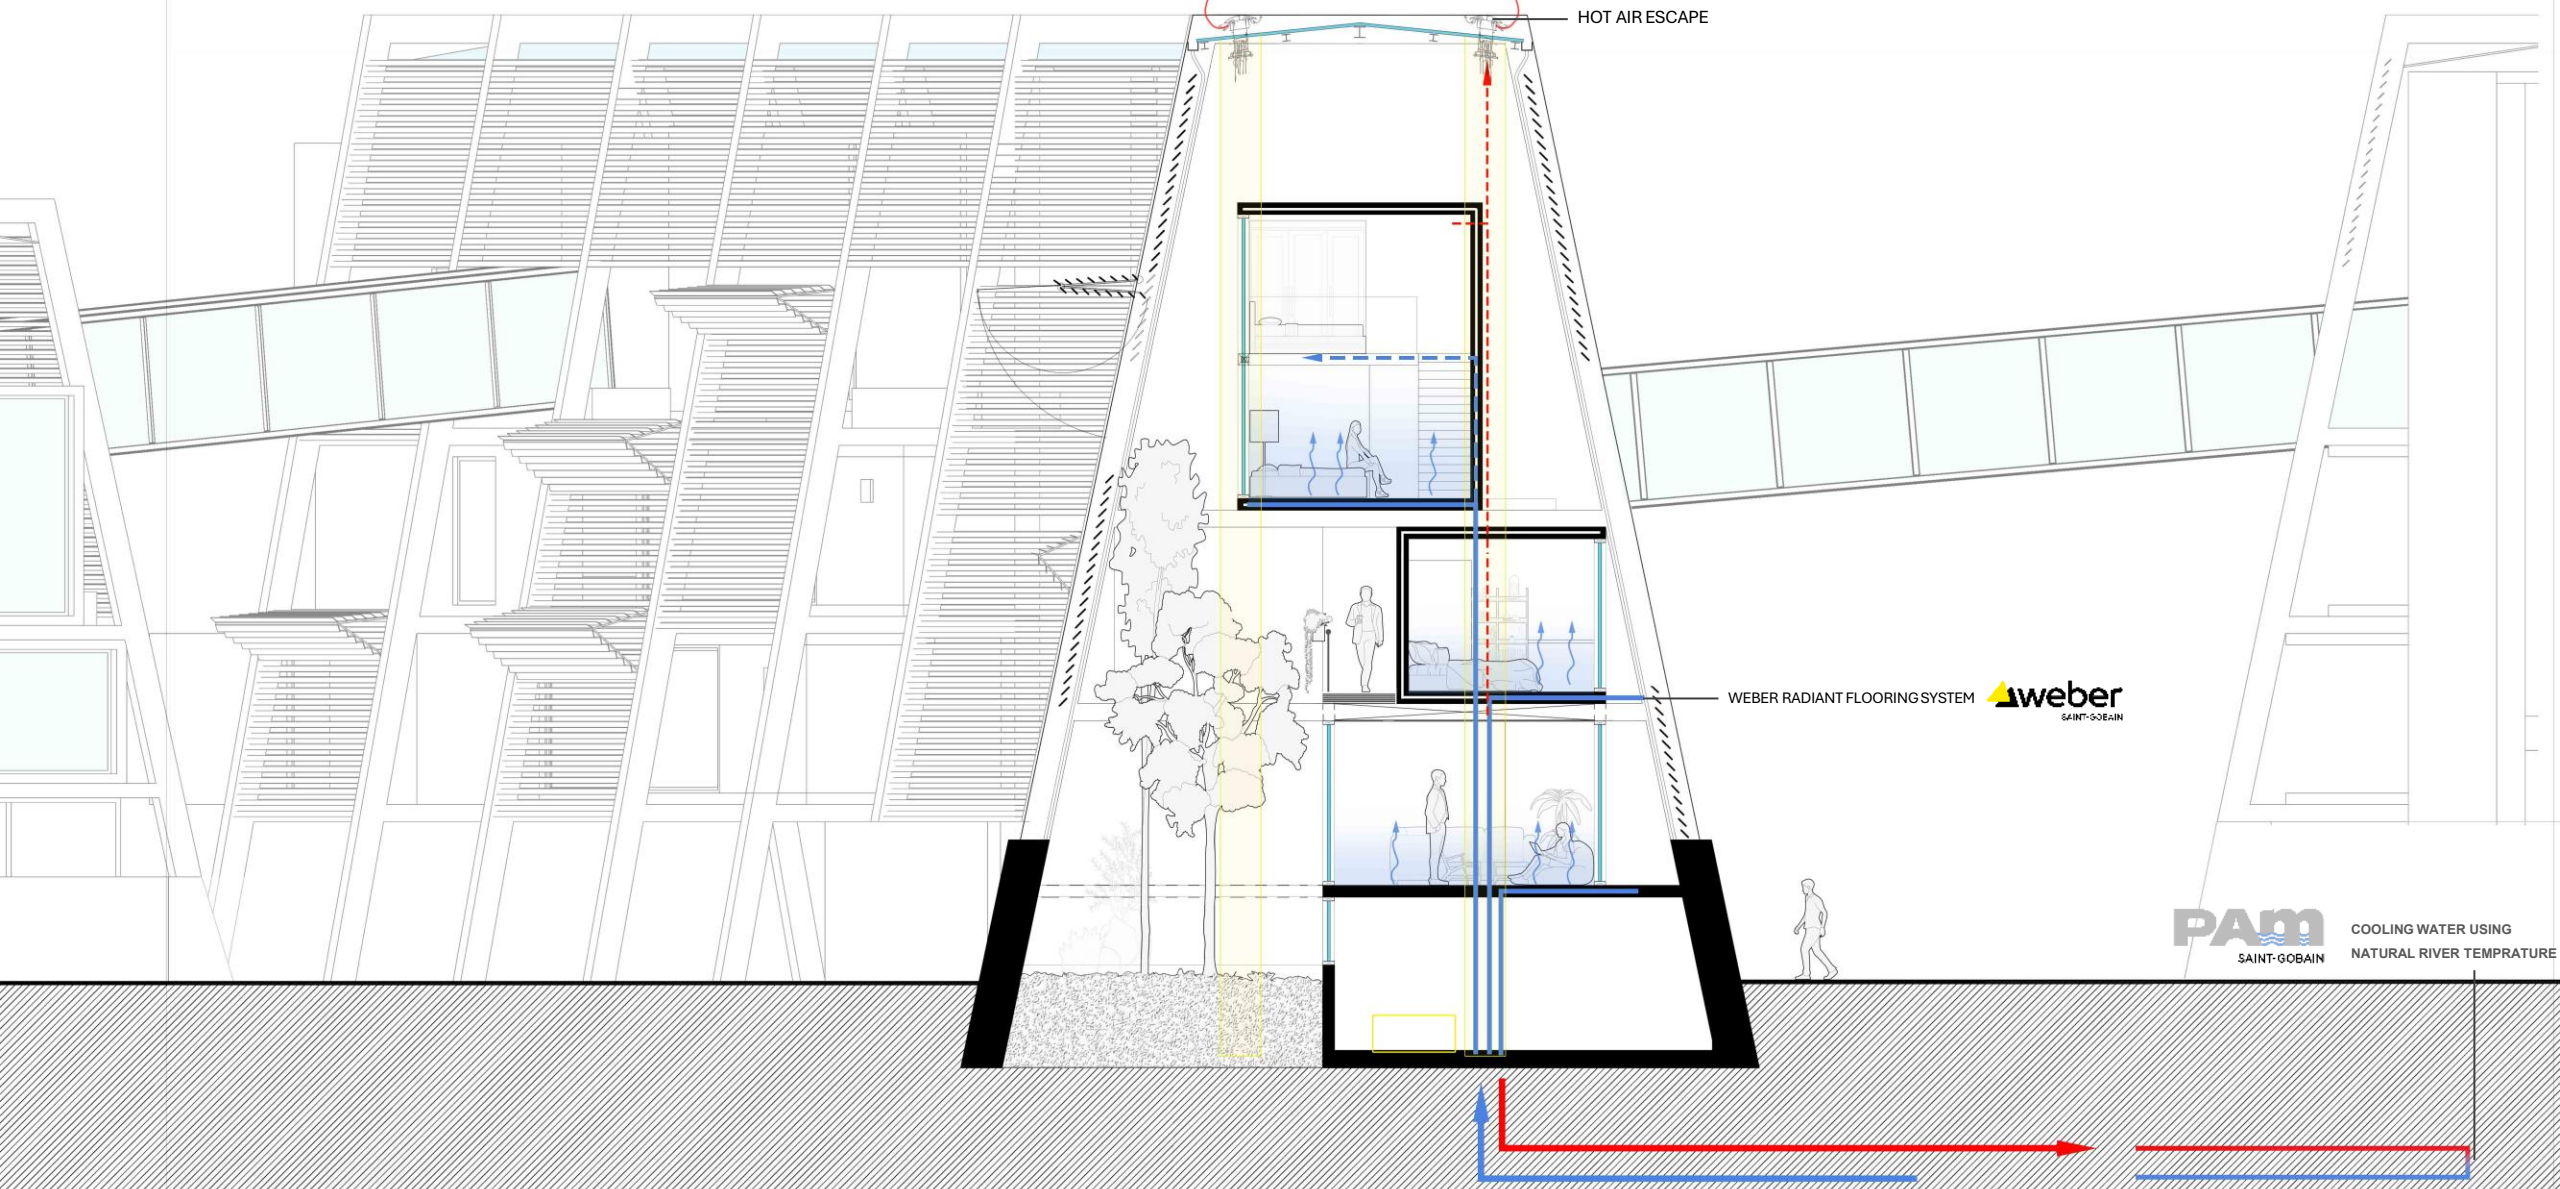 HOT AIR ESCAPE
WEBER RADIANT FLOORING SYSTEM
weber
SAINT-GOBAIN
PAM
SAINT-GOBAIN
COOLING WATER USING
NATURAL RIVER TEMPRATURE